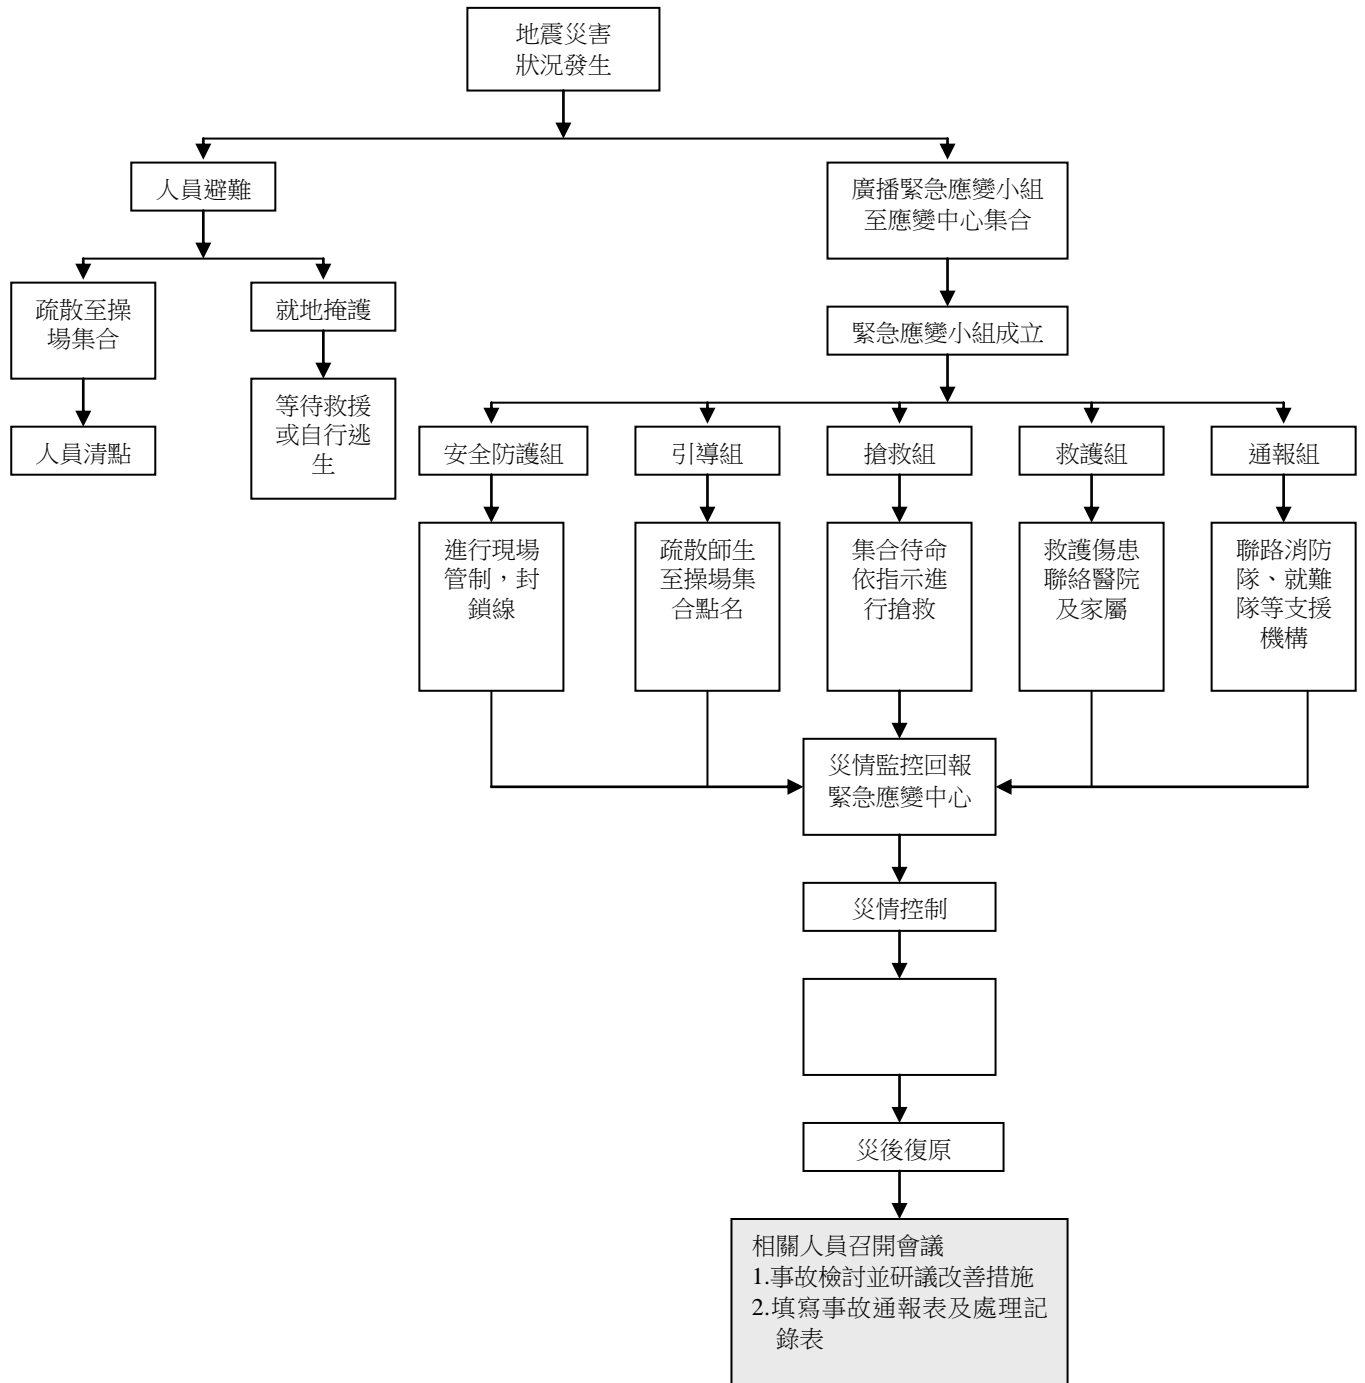 地震災害
狀況發生
人員避難
廣播緊急應變小組
至應變中心集合
疏散至操
場集合
就地掩護
緊急應變小組成立
人員清點
等待救援
或自行逃
生
安全防護組
引導組
搶救組
救護組
通報組
進行現場
管制，封
鎖線
疏散師生
至操場集
合點名
集合待命
依指示進
行搶救
救護傷患
聯絡醫院
及家屬
聯路消防
隊、就難
隊等支援
機構
災情監控回報
緊急應變中心
災情控制
災後復原
相關人員召開會議
1.事故檢討並研議改善措施
2.填寫事故通報表及處理記
錄表